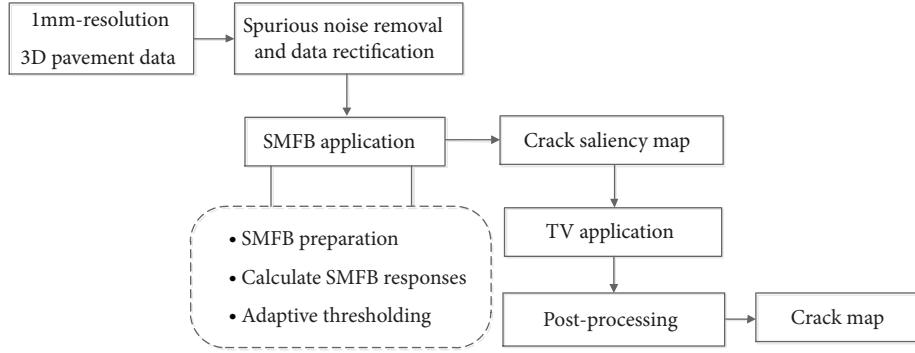 1mm-resolution
3D pavement data
Spurious noise removal
and data rectification
SMFB application
Crack saliency map
• SMFB preparation
• Calculate SMFB responses
• Adaptive thresholding
TV application
Post-processing
Crack map